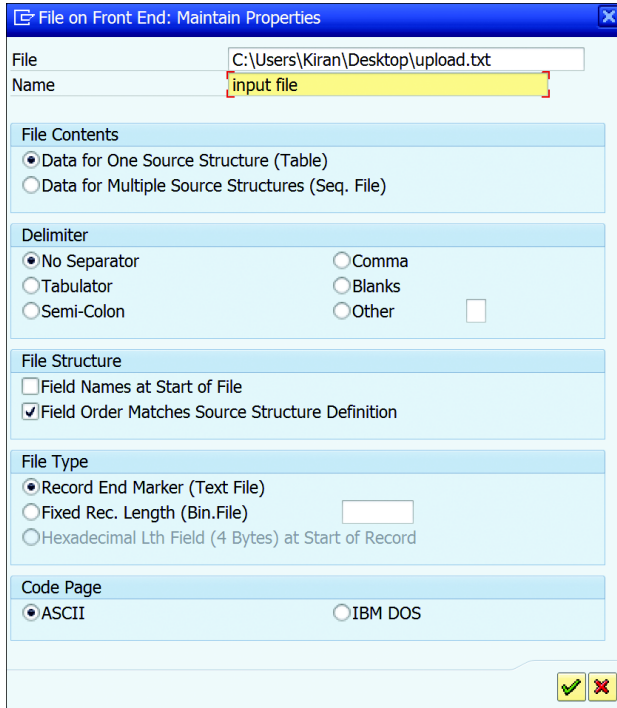 File on Front End: Maintain Properties
File C:\Users\Kiran\Desktop\upload.txt
Name input file
File Contents
Data for One Source Structure (Table)
Data for Multiple Source Structures (Seq. File)
Delimiter
No Separator Comma
Tabulator Blanks
Semi-Colon Other
File Structure
Field Names at Start of File
Field Order Matches Source Structure Definition
File Type
Record End Marker (Text File)
Fixed Rec. Length (Bin.File)
Hexadecimal Lth Field (4 Bytes) at Start of Record
Code Page
ASCII IBM DOS